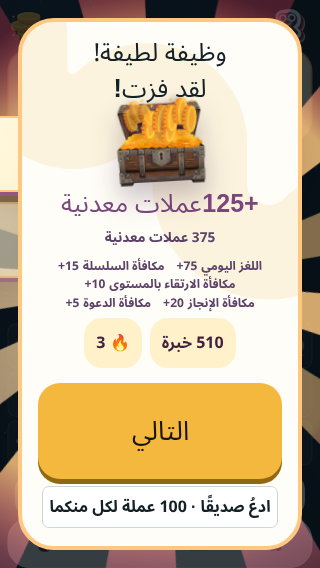 وظيفة لطيفة!
لقد فزت!
+125عملات معدنية
375 عملات معدنية
اللغز اليومي 75+ مكافأة السلسلة 15+
مكافأة الارتقاء بالمستوى 10+
مكافأة الإنجاز 20+ مكافأة الدعوة 5+
510 خبرة
🔥 3
التالي
ادعُ صديقًا · 100 عملة لكل منكما